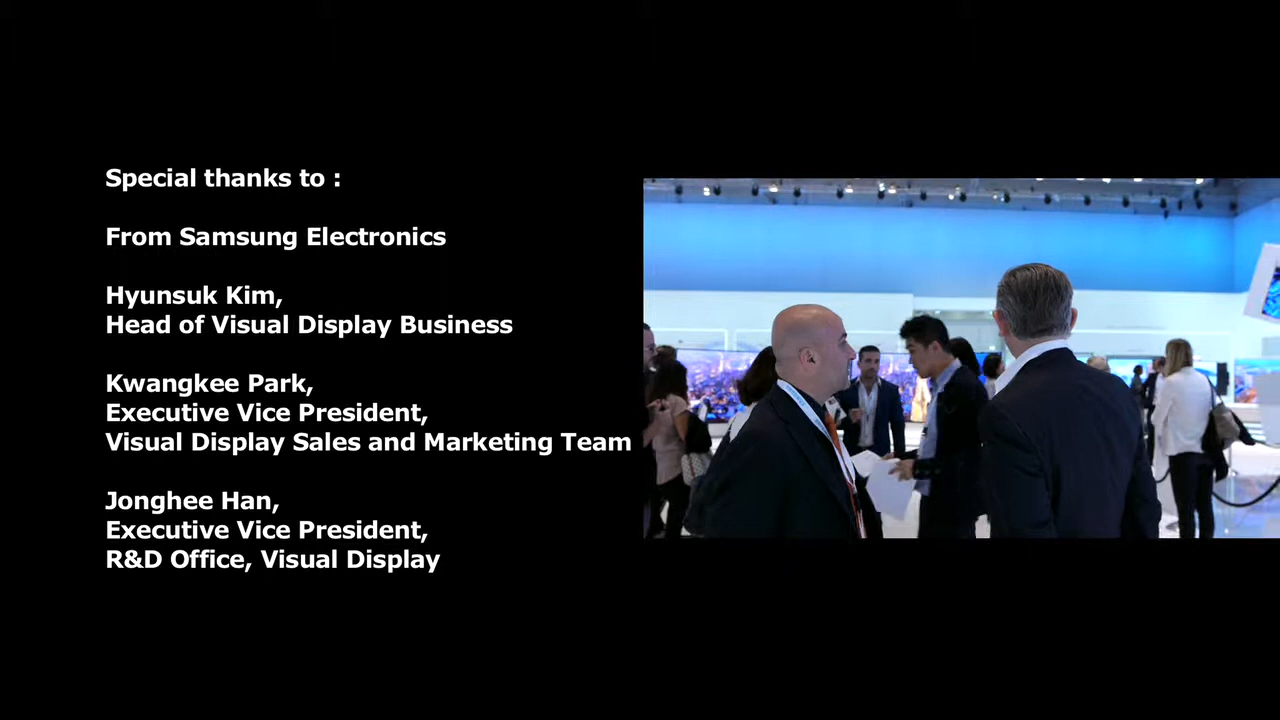 Special thanks to :
From Samsung Electronics
Hyunsuk Kim,
Head of Visual Display Business
Kwangkee Park,
Executive Vice President,
Visual Display Sales and Marketing Team
Jonghee Han,
Executive Vice President,
R&D Office, Visual Display